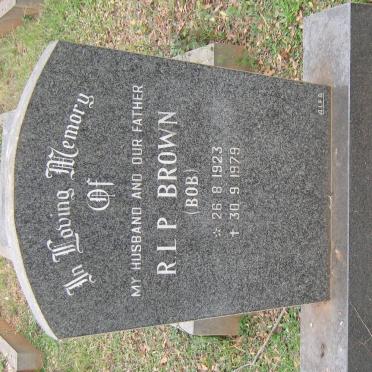 In Loving Memory
Of
MY HUSBAND AND OUR FATHER
R I P BROWN
(BOB)
☆ 26 · 8 · 1923
† 30 · 9 · 1979